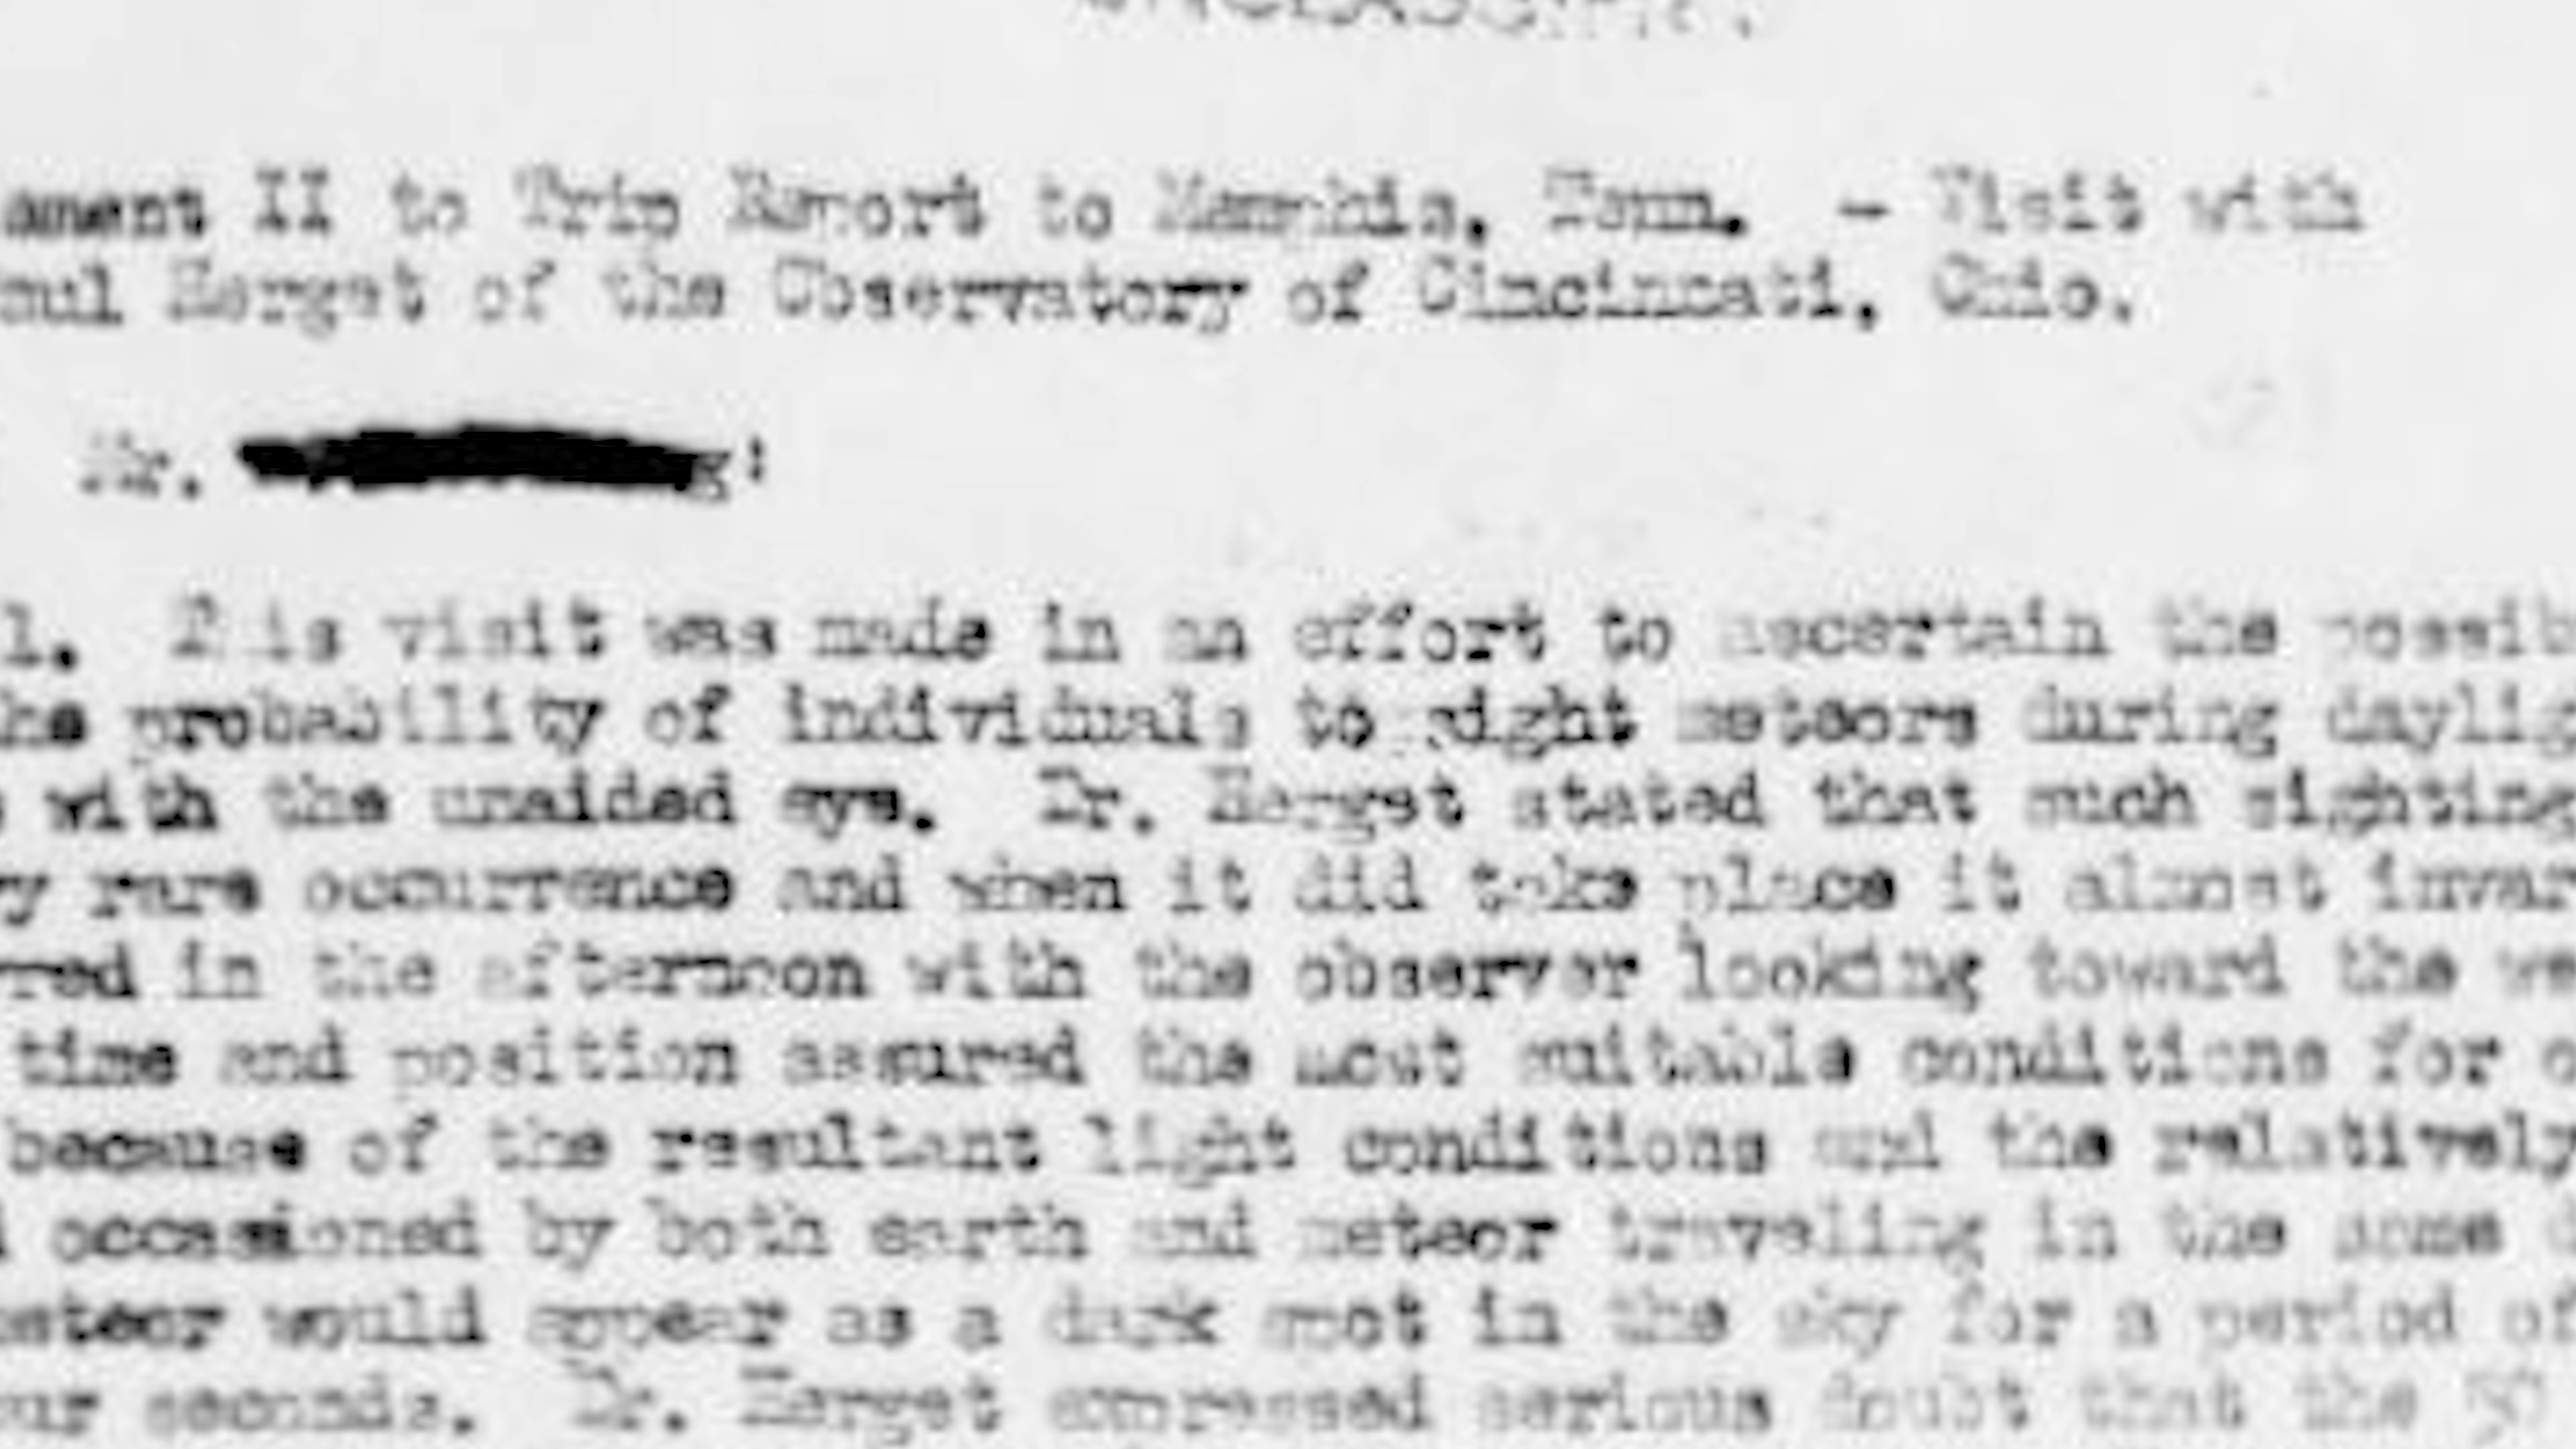 UNCLASSIFI
ament II to Trip Report to Memphis, Tenn. - Visit with
aul Herget of the Observatory of Cincinnati, Ohio.
Mr. g:
1. This visit was made in an effort to ascertain the possib
he probability of individuals to sight meteors during daylig
with the unaided eye. Dr. Herget stated that such sighting
y rare occurrence and when it did take place it almost invar
red in the afternoon with the observer looking toward the we
time and position assured the most suitable conditions for o
because of the resultant light conditions and the relatively
occasioned by both earth and meteor traveling in the same d
eteor would appear as a dark spot in the sky for a period of
ur seconds. Dr. Herget expressed serious doubt that the